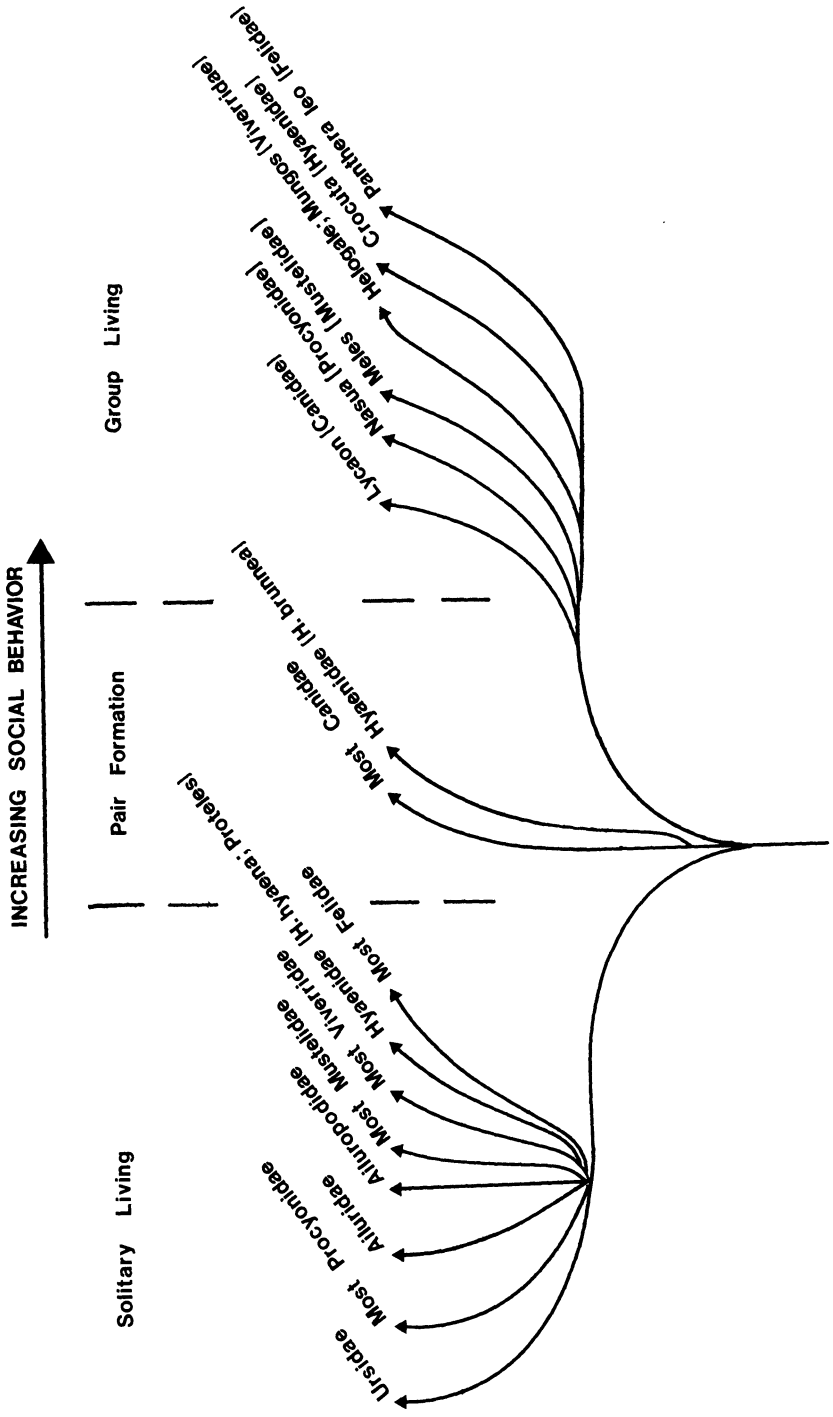 INCREASING SOCIAL BEHAVIOR
Solitary Living
Pair Formation
Group Living
Ursidae
Most Procyonidae
Ailuridae
Ailuropodidae
Most Mustelidae
Most Viverridae
Hyaenidae (H. hyaena; Proteles)
Most Felidae
Most Canidae
Hyaenidae (H. brunnea)
Lycaon (Canidae)
Nasua (Procyonidae)
Meles (Mustelidae)
Helogale; Mungos (Viverridae)
Crocuta (Hyaenidae)
Panthera leo (Felidae)